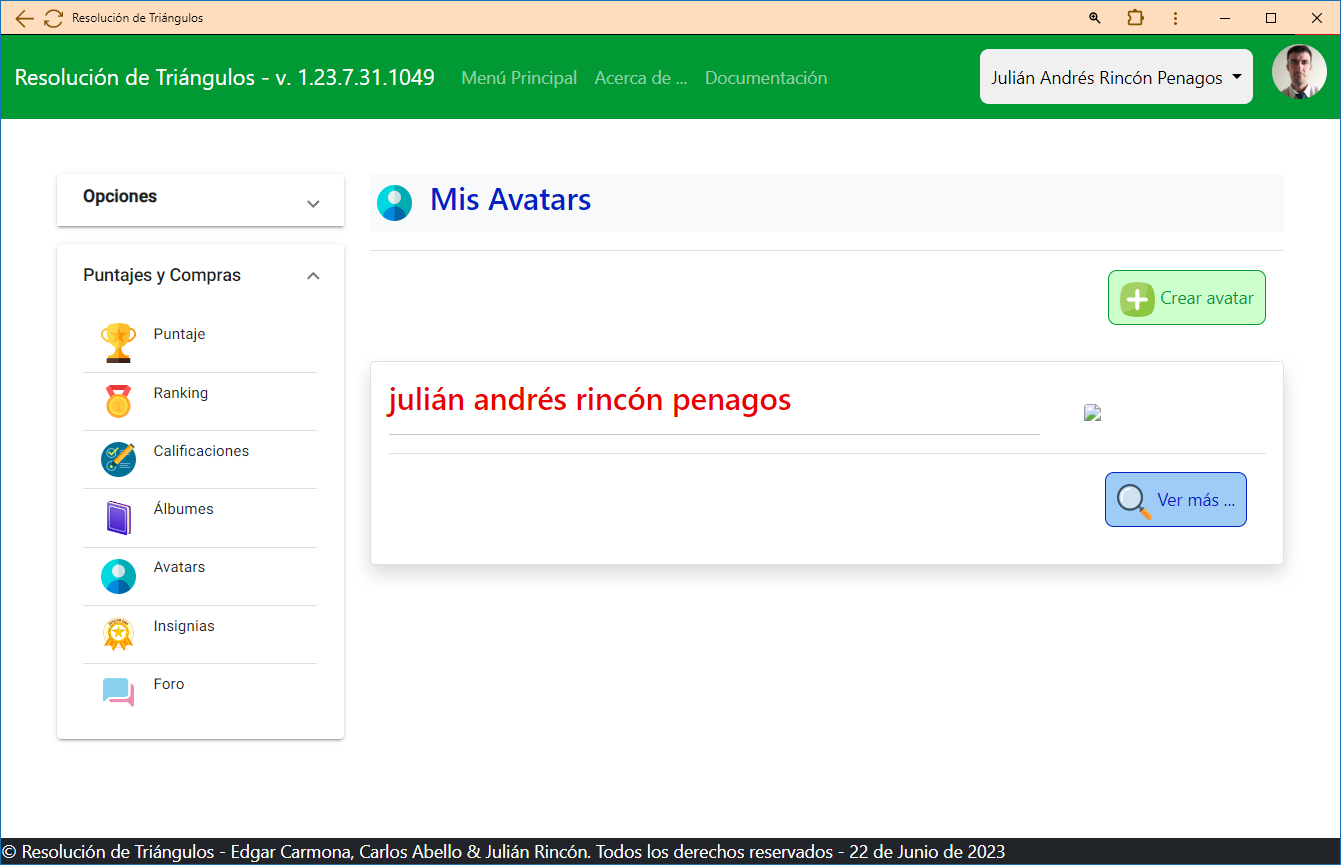 Resolución de Triángulos
Resolución de Triángulos - v. 1.23.7.31.1049
Menú Principal
Acerca de ...
Documentación
Julián Andrés Rincón Penagos
Opciones
Puntajes y Compras
Puntaje
Ranking
Calificaciones
Álbumes
Avatars
Insignias
Foro
Mis Avatars
Crear avatar
julián andrés rincón penagos
Ver más ...
© Resolución de Triángulos - Edgar Carmona, Carlos Abello & Julián Rincón. Todos los derechos reservados - 22 de Junio de 2023